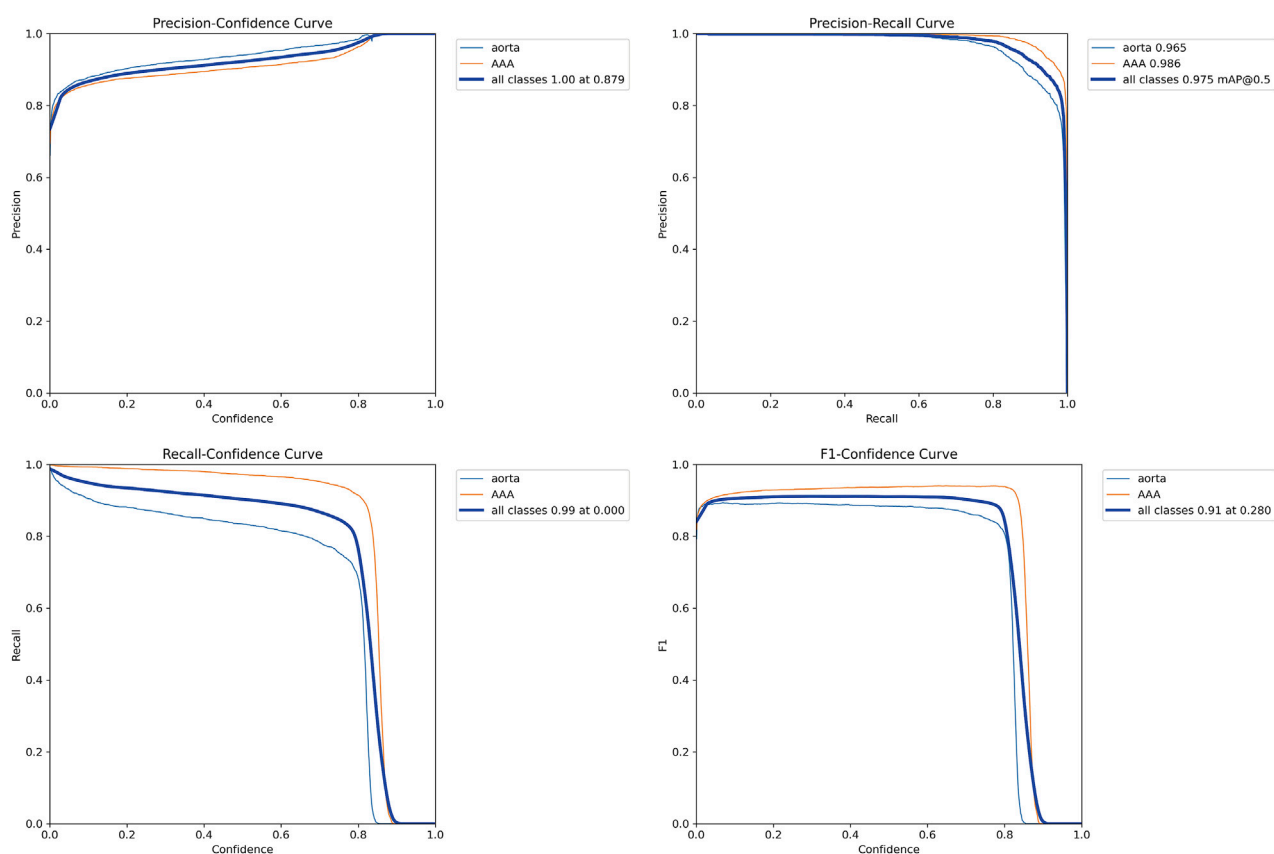 Precision-Confidence Curve
1.0
0.8
0.6
0.4
0.2
0.0
Precision
0.0 0.2 0.4 0.6 0.8 1.0
Confidence
aorta
AAA
all classes 1.00 at 0.879
Precision-Recall Curve
1.0
0.8
0.6
0.4
0.2
0.0
Precision
0.0 0.2 0.4 0.6 0.8 1.0
Recall
aorta 0.965
AAA 0.986
all classes 0.975 mAP@0.5
Recall-Confidence Curve
1.0
0.8
0.6
0.4
0.2
0.0
Recall
0.0 0.2 0.4 0.6 0.8 1.0
Confidence
aorta
AAA
all classes 0.99 at 0.000
F1-Confidence Curve
1.0
0.8
0.6
0.4
0.2
0.0
F1
0.0 0.2 0.4 0.6 0.8 1.0
Confidence
aorta
AAA
all classes 0.91 at 0.280